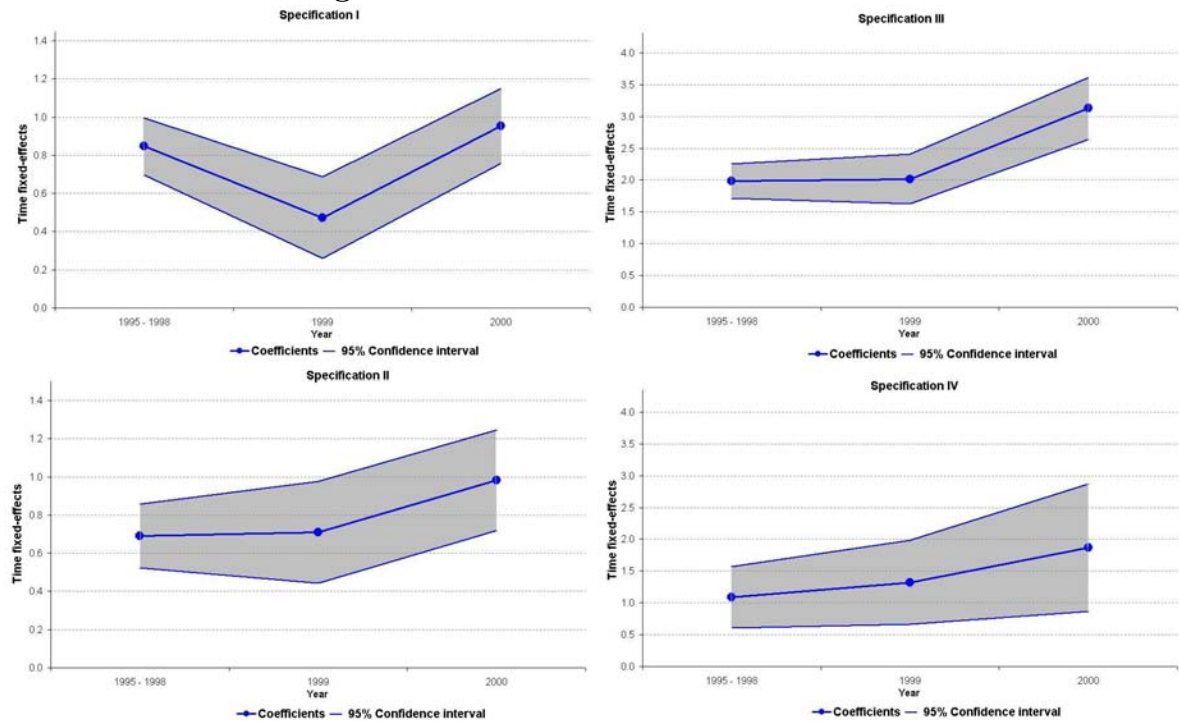 Specification I
Time fixed-effects
1.4
1.2
1.0
0.8
0.6
0.4
0.2
0.0
1995 - 1998 1999 2000
Year
Coefficients 95% Confidence interval
Specification III
Time fixed-effects
4.0
3.5
3.0
2.5
2.0
1.5
1.0
0.5
0.0
1995 - 1998 1999 2000
Year
Coefficients 95% Confidence interval
Specification II
Time fixed-effects
1.4
1.2
1.0
0.8
0.6
0.4
0.2
0.0
1995 - 1998 1999 2000
Year
Coefficients 95% Confidence interval
Specification IV
Time fixed-effects
4.0
3.5
3.0
2.5
2.0
1.5
1.0
0.5
0.0
1995 - 1998 1999 2000
Year
Coefficients 95% Confidence interval